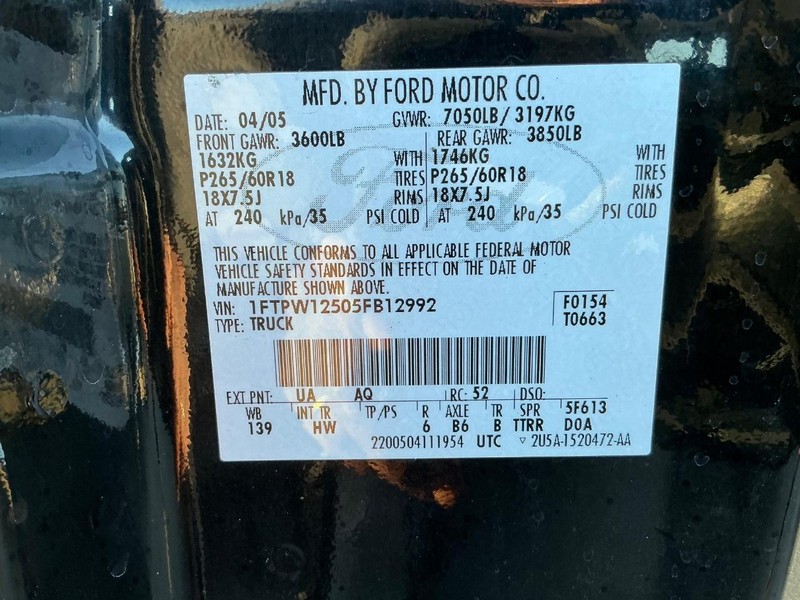 MFD. BY FORD MOTOR CO.
DATE: 04/05 GVWR: 7050LB/ 3197KG
FRONT GAWR: 3600LB REAR GAWR: 3850LB
1632KG WITH 1746KG WITH
P265/60R18 TIRES P265/60R18 TIRES
18X7.5J RIMS 18X7.5J RIMS
AT 240 kPa/35 PSI COLD AT 240 kPa/35 PSI COLD
Ford
THIS VEHICLE CONFORMS TO ALL APPLICABLE FEDERAL MOTOR
VEHICLE SAFETY STANDARDS IN EFFECT ON THE DATE OF
MANUFACTURE SHOWN ABOVE.
VIN: 1FTPW12505FB12992 F0154
TYPE: TRUCK T0663
EXT PNT: UA AQ RC: 52 DSO:
WB INT TR TP/PS R AXLE TR SPR 5F613
139 HW 6 B6 B TTRR DOA
2200504111954 UTC ▽ 2U5A-1520472-AA